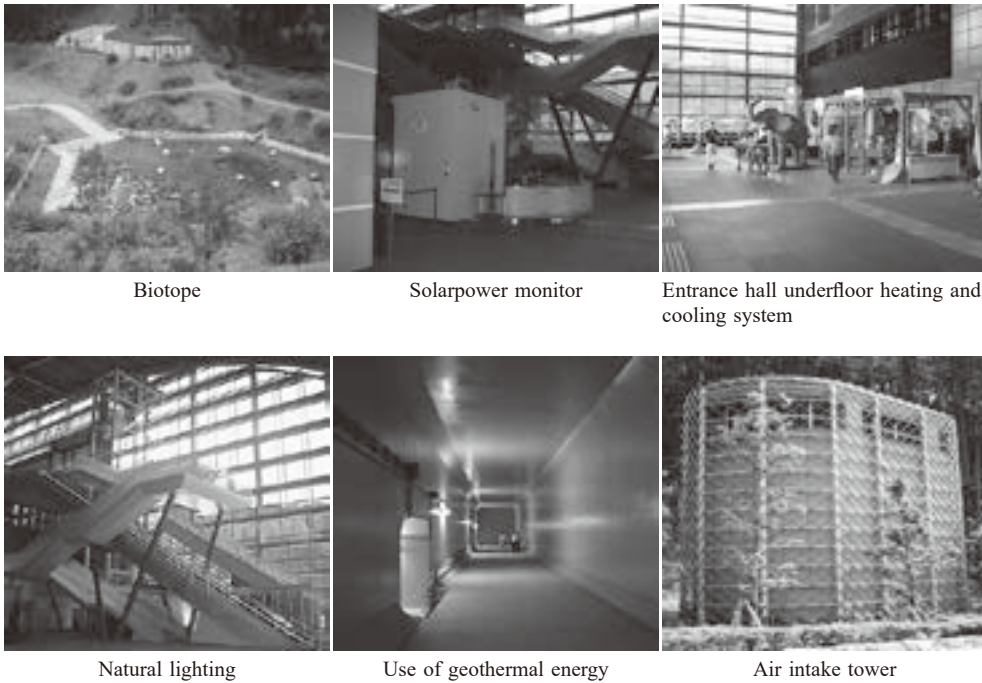 Biotope
Solarpower monitor
Entrance hall underfloor heating and
cooling system
Natural lighting
Use of geothermal energy
Air intake tower